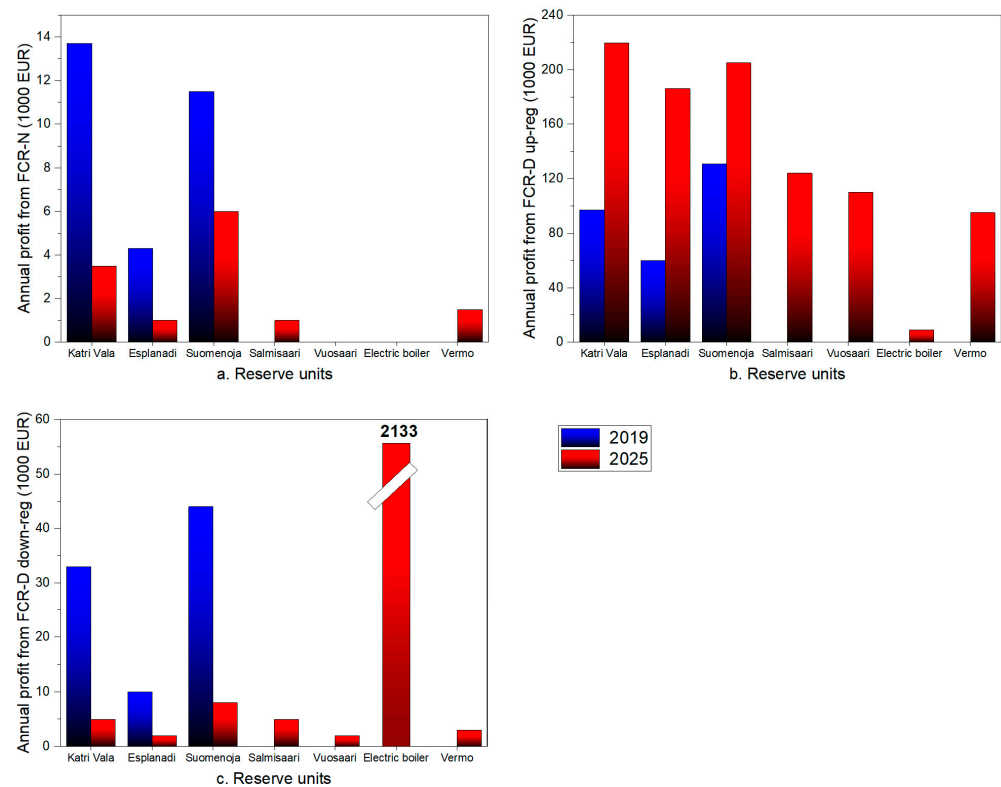 Annual profit from FCR-N (1000 EUR)
14
12
10
8
6
4
2
0
Katri Vala Esplanadi Suomenoja Salmisaari Vuosaari Electric boiler Vermo
a. Reserve units
Annual profit from FCR-D up-reg (1000 EUR)
240
200
160
120
80
40
0
Katri Vala Esplanadi Suomenoja Salmisaari Vuosaari Electric boiler Vermo
b. Reserve units
Annual profit from FCR-D down-reg (1000 EUR)
60
50
40
30
20
10
0
2133
Katri Vala Esplanadi Suomenoja Salmisaari Vuosaari Electric boiler Vermo
c. Reserve units
2019
2025